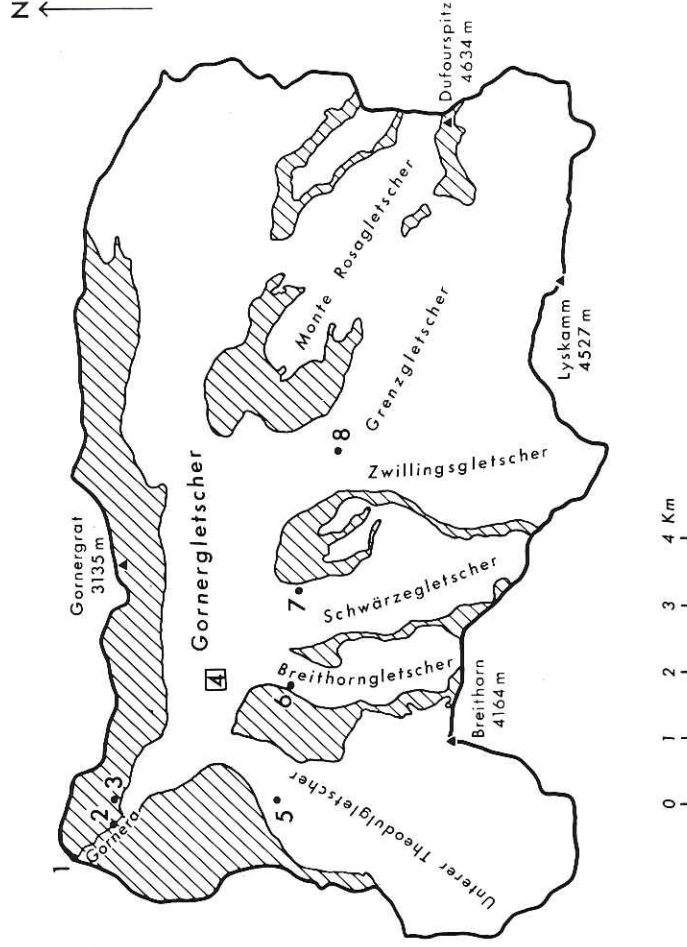 N
Gornergrat
3135 m
Dufourspitz
4634 m
Monte Rosagletscher
Grenzgletscher
Gornergletscher
Zwillingsgletscher
Schwärzegletscher
Breithorngletscher
Unterer Theodulgletscher
Gornera
Lyskamm
4527 m
Breithorn
4164 m
1
2
3
4
5
6
7
8
0 1 2 3 4 Km